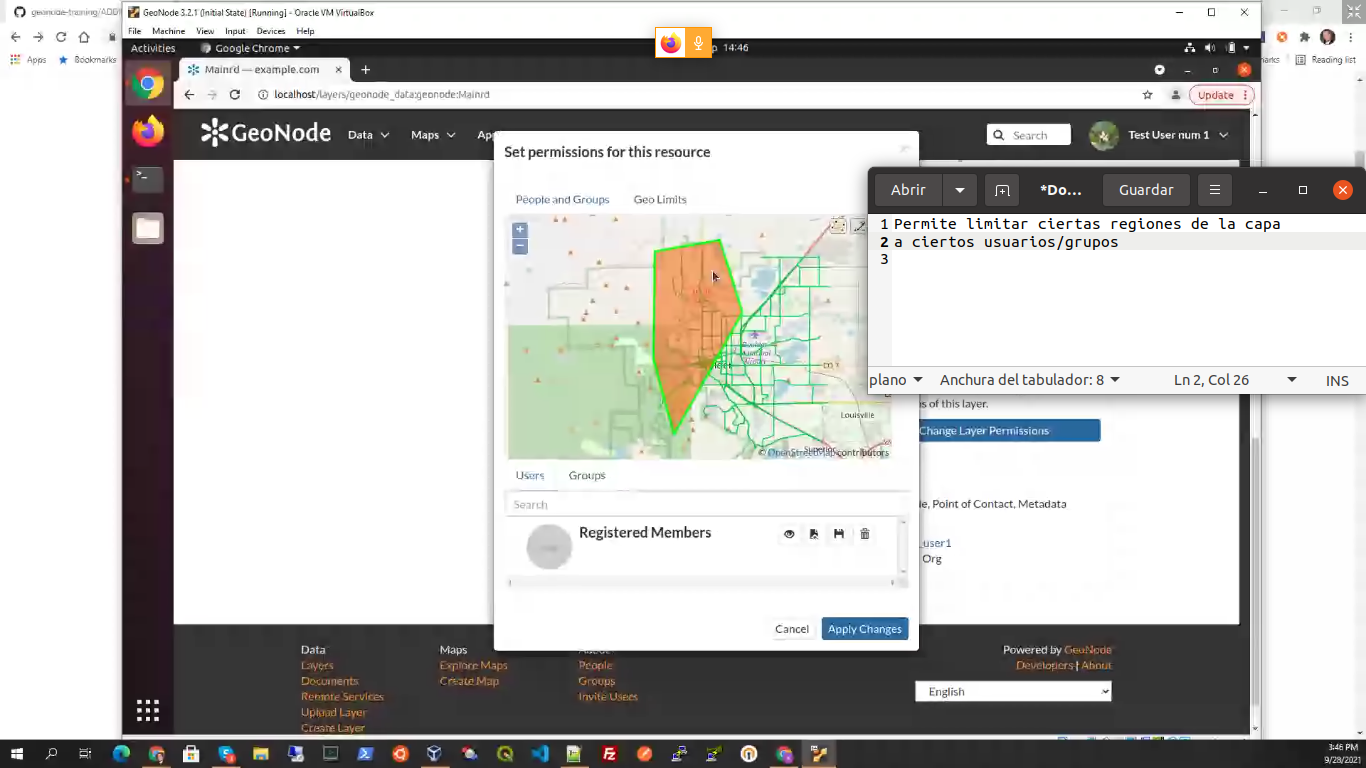 geonode-training/ADD
GeoNode 3.2.1 (Initial State) [Running] - Oracle VM VirtualBox
File Machine View Input Devices Help
Activities
Google Chrome
14:46
Apps
Bookmarks
Reading list
Mainrd — example.com
localhost/layers/geonode_data:geonode:Mainrd
Update
GeoNode
Data
Maps
Search
Test User num 1
Set permissions for this resource
People and Groups
Geo Limits
Abrir
*Do...
Guardar
1 Permite limitar ciertas regiones de la capa
2 a ciertos usuarios/grupos
3
plano
Anchura del tabulador: 8
Ln 2, Col 26
INS
Louisville
Superior
© OpenStreetMap contributors
s of this layer.
Change Layer Permissions
Users
Groups
Search
Registered Members
e, Point of Contact, Metadata
_user1
Org
Cancel
Apply Changes
Data
Layers
Documents
Remote Services
Upload Layer
Create Layer
Maps
Explore Maps
Create Map
About
People
Groups
Invite Users
Powered by GeoNode
Developers | About
English
3:46 PM
9/28/2021